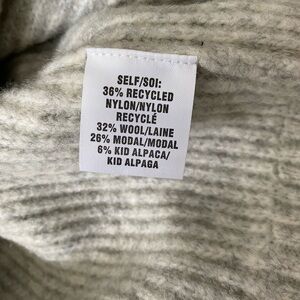 SELF/SOI:
36% RECYCLED
NYLON/NYLON
RECYCLÉ
32% WOOL/LAINE
26% MODAL/MODAL
6% KID ALPACA/
KID ALPAGA